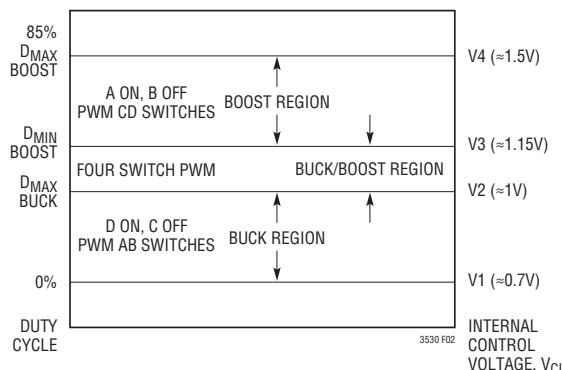 85%
DMAX
BOOST
V4 (≈1.5V)
A ON, B OFF
PWM CD SWITCHES
BOOST REGION
DMIN
BOOST
V3 (≈1.15V)
FOUR SWITCH PWM
BUCK/BOOST REGION
DMAX
BUCK
V2 (≈1V)
D ON, C OFF
PWM AB SWITCHES
BUCK REGION
0%
V1 (≈0.7V)
DUTY
CYCLE
3530 F02
INTERNAL
CONTROL
VOLTAGE,